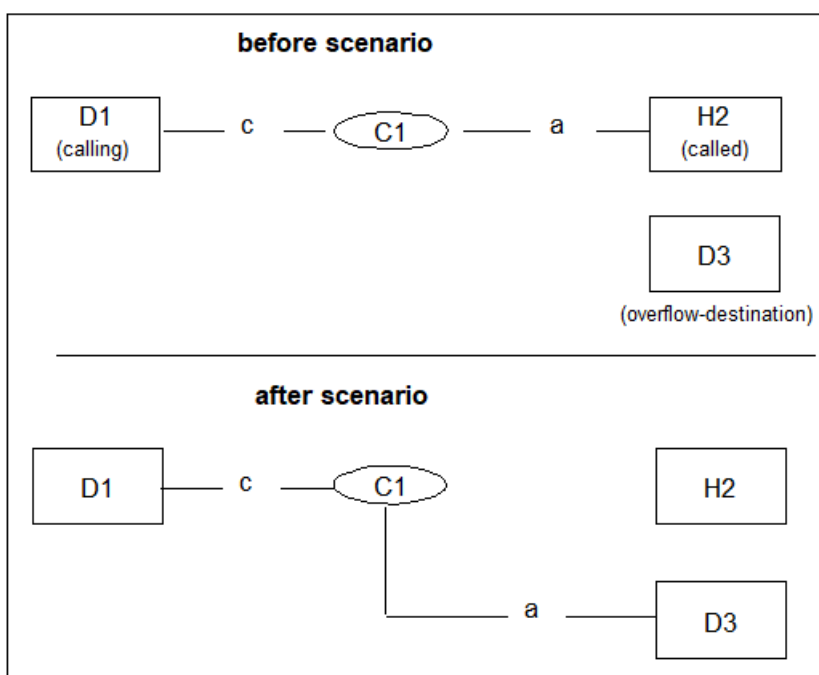 before scenario
D1
(calling)
c
C1
a
H2
(called)
D3
(overflow-destination)
after scenario
D1
c
C1
H2
a
D3